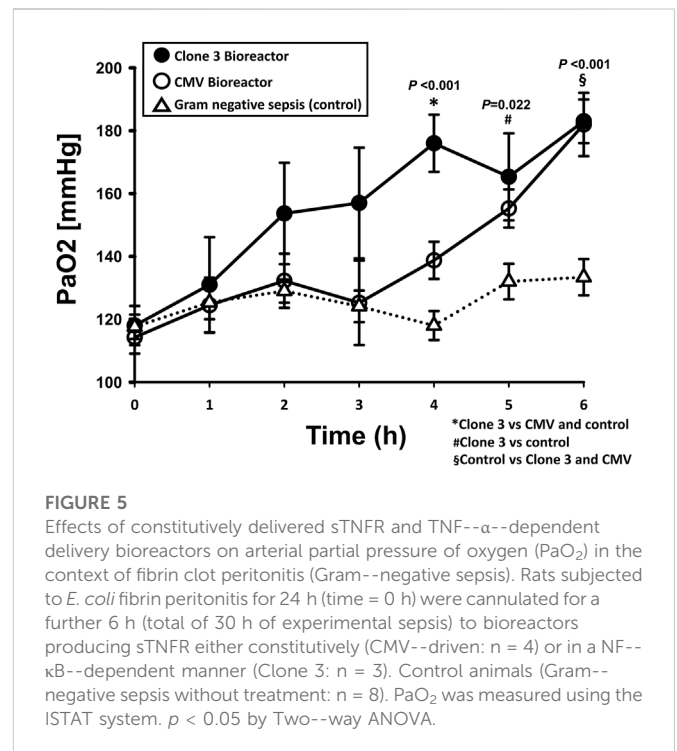 Clone 3 Bioreactor
CMV Bioreactor
Gram negative sepsis (control)
P <0.001
*
P=0.022
#
P <0.001
§
PaO2 [mmHg]
200
180
160
140
120
100
0 1 2 3 4 5 6
Time (h)
*Clone 3 vs CMV and control
#Clone 3 vs control
§Control vs Clone 3 and CMV
FIGURE 5
Effects of constitutively delivered sTNFR and TNF--α--dependent
delivery bioreactors on arterial partial pressure of oxygen (PaO₂) in the
context of fibrin clot peritonitis (Gram--negative sepsis). Rats subjected
to E. coli fibrin peritonitis for 24 h (time = 0 h) were cannulated for a
further 6 h (total of 30 h of experimental sepsis) to bioreactors
producing sTNFR either constitutively (CMV--driven: n = 4) or in a NF--
κB--dependent manner (Clone 3: n = 3). Control animals (Gram--
negative sepsis without treatment: n = 8). PaO₂ was measured using the
ISTAT system. p < 0.05 by Two--way ANOVA.